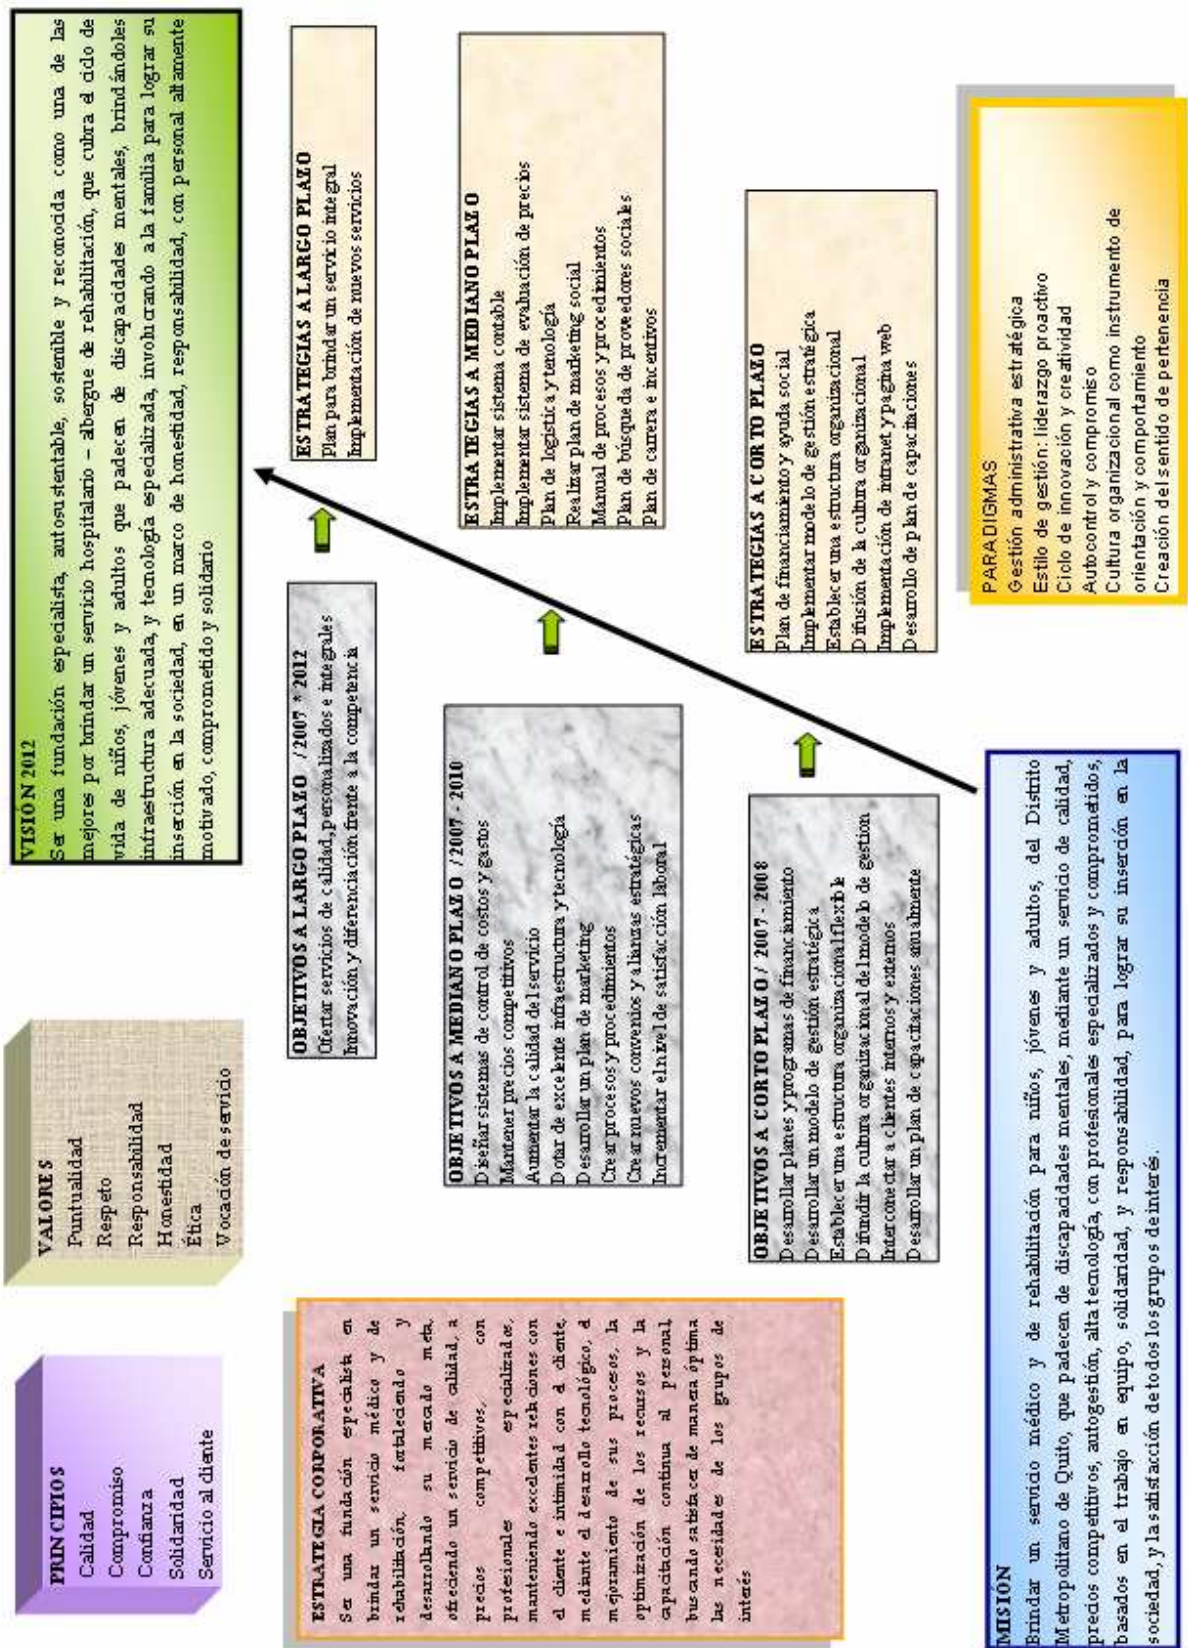 PRINCIPIOS
Calidad
Compromiso
Confianza
Solidaridad
Servicio al cliente
VALORES
Puntualidad
Respeto
Responsabilidad
Honestidad
Ética
Vocación de servicio
VISIÓN 2012
Ser una fundación especialista, autosustentable, sostenible y reconocida como una de las
mejores por brindar un servicio hospitalario – albergue de rehabilitación, que cubra el ciclo de
vida de niños, jóvenes y adultos que padecen de discapacidades mentales, brindándoles
infraestructura adecuada, y tecnología especializada, involucrando a la familia para lograr su
inserción en la sociedad, en un marco de honestidad, responsabilidad, con personal altamente
motivado, comprometido y solidario
ESTRATEGIA CORPORATIVA
Ser una fundación especialista en
brindar un servicio médico y de
rehabilitación, fortaleciendo y
desarrollando su mercado meta,
ofreciendo un servicio de calidad, a
precios competitivos, con
profesionales especializados,
manteniendo excelentes relaciones con
el cliente e intimidad con el cliente,
mediante el desarrollo tecnológico, el
mejoramiento de sus procesos, la
optimización de los recursos y la
capacitación continua al personal,
buscando satisfacer de manera óptima
las necesidades de los grupos de
interés
OBJETIVOS A LARGO PLAZO / 2007 * 2012
Ofertar servicios de calidad, personalizados e integrales
Innovación y diferenciación frente a la competencia
ESTRATEGIAS A LARGO PLAZO
Plan para brindar un servicio integral
Implementación de nuevos servicios
OBJETIVOS A MEDIANO PLAZO / 2007 - 2010
Diseñar sistemas de control de costos y gastos
Mantener precios competitivos
Aumentar la calidad del servicio
Dotar de excelente infraestructura y tecnología
Desarrollar un plan de marketing
Crear procesos y procedimientos
Crear nuevos convenios y alianzas estratégicas
Incrementar el nivel de satisfacción laboral
ESTRATEGIAS A MEDIANO PLAZO
Implementar sistema contable
Implementar sistema de evaluación de precios
Plan de logística y tenología
Realizar plan de marketing social
Manual de procesos y procedimientos
Plan de búsqueda de proveedores sociales
Plan de carrera e incentivos
OBJETIVOS A CORTO PLAZO / 2007 - 2008
Desarrollar planes y programas de financiamiento
Desarrollar un modelo de gestión estratégica
Establecer una estructura organizacional flexible
Difundir la cultura organizacional del modelo de gestion
Interconectar a clientes internos y externos
Desarrollar un plan de capacitaciones anualmente
ESTRATEGIAS A CORTO PLAZO
Plan de financiamiento y ayuda social
Implementar modelo de gestión estratégica
Establecer una estructura organizacional
Difusión de la cultura organizacional
Implementación de intranet y pagina web
Desarrollo de plan de capacitaciones
MISIÓN
Brindar un servicio médico y de rehabilitación para niños, jóvenes y adultos, del Distrito
Metropolitano de Quito, que padecen de discapacidades mentales, mediante un servicio de calidad,
precios competitivos, autogestión, alta tecnología, con profesionales especializados y comprometidos,
basados en el trabajo en equipo, solidaridad, y responsabilidad, para lograr su inserción en la
sociedad, y la satisfacción de todos los grupos de interés.
PARADIGMAS
Gestión administrativa estratégica
Estilo de gestión: liderazgo proactivo
Ciclo de innovación y creatividad
Autocontrol y compromiso
Cultura organizacional como instrumento de
orientación y comportamiento
Creación del sentido de pertenencia